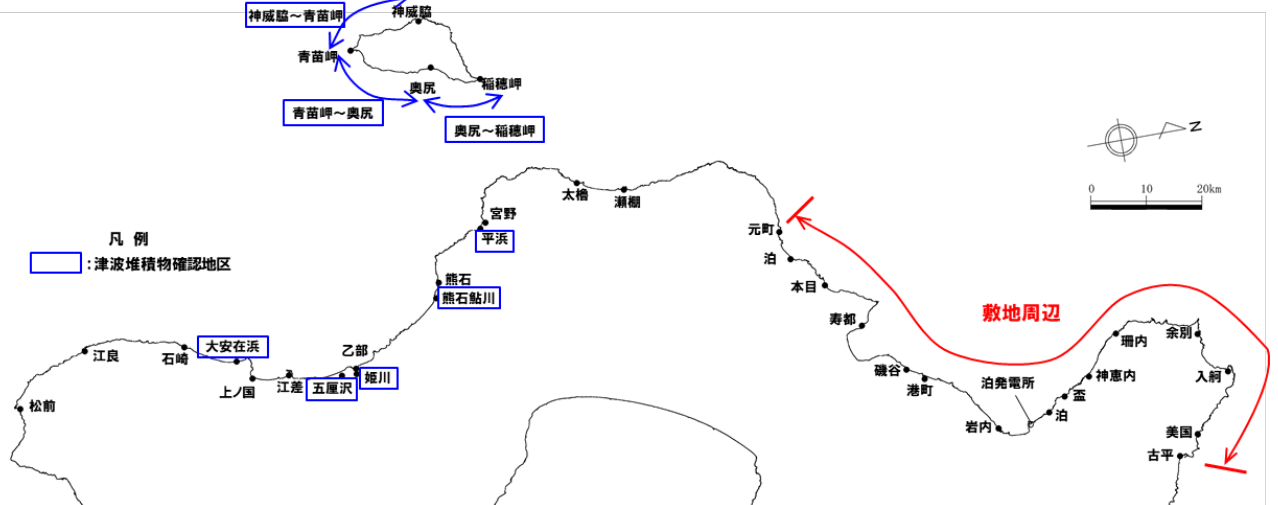 神威脇～青苗岬
神威脇
青苗岬
奥尻
稲穂岬
青苗岬～奥尻
奥尻～稲穂岬
N
0 10 20km
太櫓
瀬棚
宮野
平浜
元町
凡 例
：津波堆積物確認地区
泊
熊石
本目
熊石鮎川
敷地周辺
寿都
余別
珊内
大安在浜
乙部
江良
石崎
磯谷
神恵内
入舸
姫川
上ノ国
江差
五厘沢
港町
泊発電所
盃
松前
泊
岩内
美国
古平